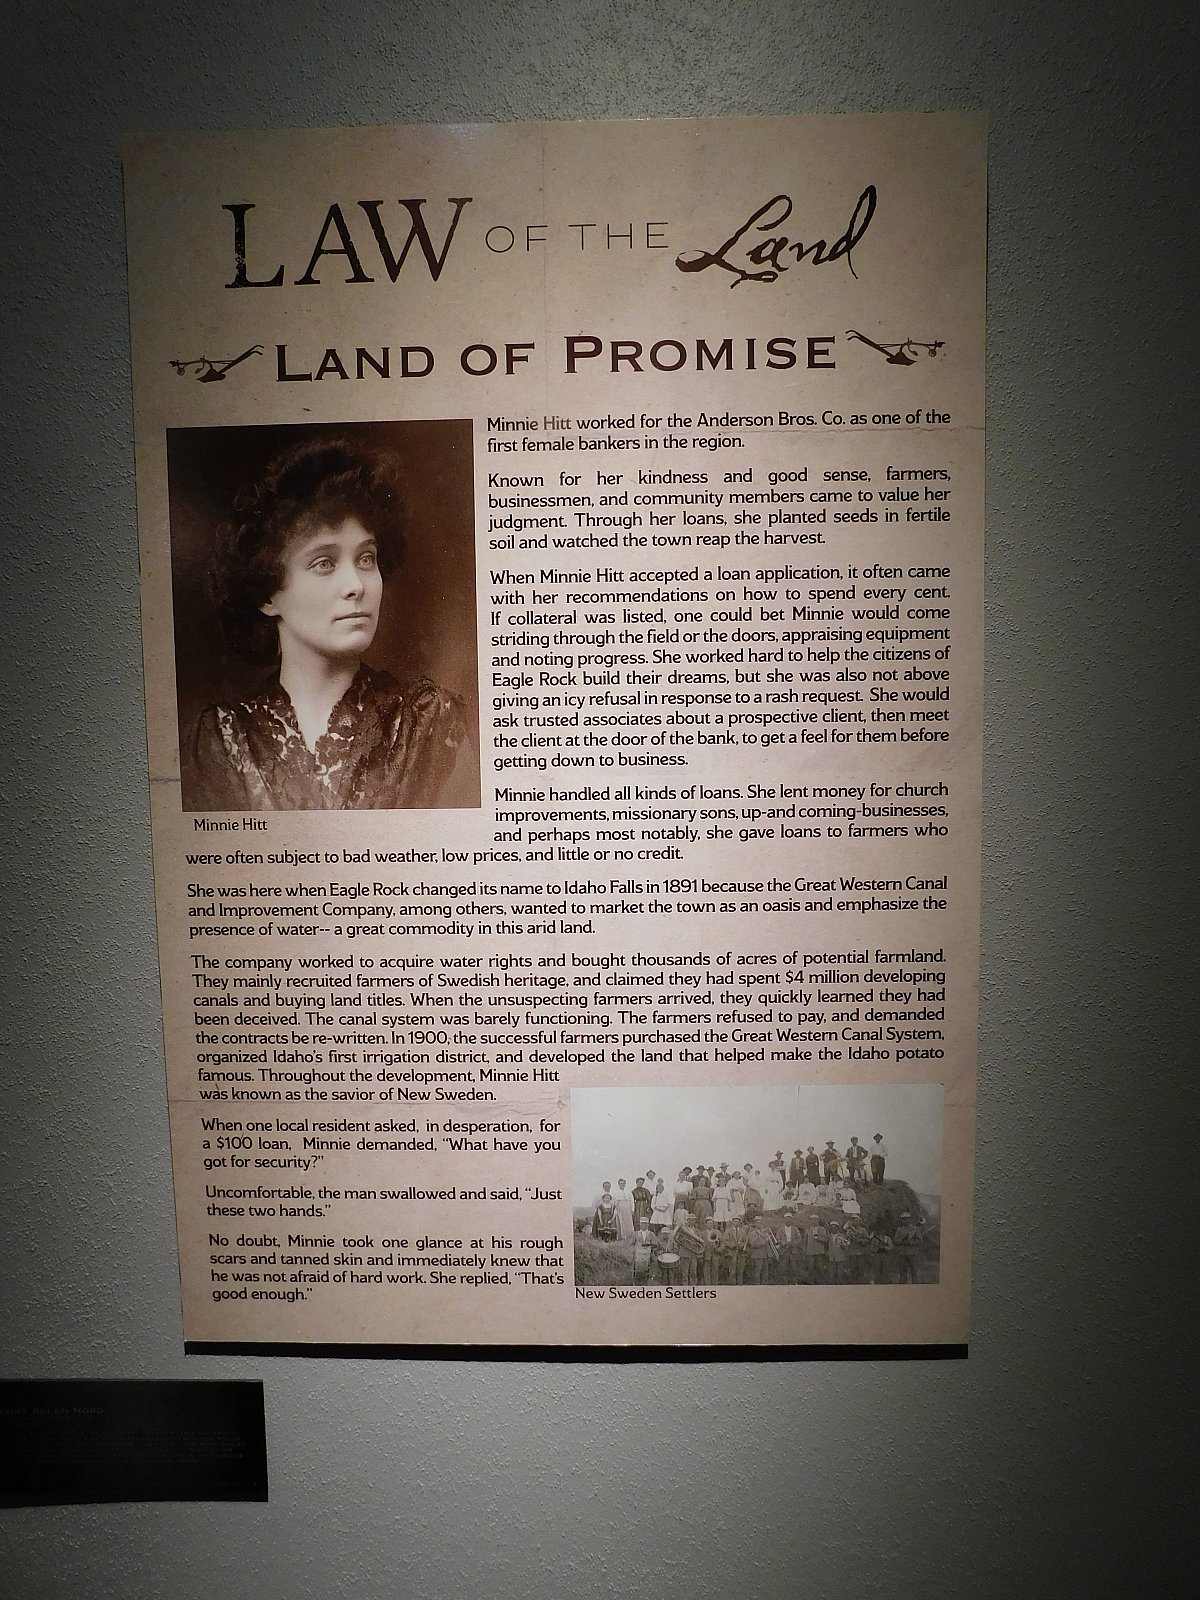 LAW OF THE Land
LAND OF PROMISE
Minnie Hitt worked for the Anderson Bros. Co. as one of the
first female bankers in the region.
Known for her kindness and good sense, farmers,
businessmen, and community members came to value her
judgment. Through her loans, she planted seeds in fertile
soil and watched the town reap the harvest.
When Minnie Hitt accepted a loan application, it often came
with her recommendations on how to spend every cent.
If collateral was listed, one could bet Minnie would come
striding through the field or the doors, appraising equipment
and noting progress. She worked hard to help the citizens of
Eagle Rock build their dreams, but she was also not above
giving an icy refusal in response to a rash request. She would
ask trusted associates about a prospective client, then meet
the client at the door of the bank, to get a feel for them before
getting down to business.
Minnie Hitt
Minnie handled all kinds of loans. She lent money for church
improvements, missionary sons, up-and coming-businesses,
and perhaps most notably, she gave loans to farmers who
were often subject to bad weather, low prices, and little or no credit.
She was here when Eagle Rock changed its name to Idaho Falls in 1891 because the Great Western Canal
and Improvement Company, among others, wanted to market the town as an oasis and emphasize the
presence of water-- a great commodity in this arid land.
The company worked to acquire water rights and bought thousands of acres of potential farmland.
They mainly recruited farmers of Swedish heritage, and claimed they had spent $4 million developing
canals and buying land titles. When the unsuspecting farmers arrived, they quickly learned they had
been deceived. The canal system was barely functioning. The farmers refused to pay, and demanded
the contracts be re-written. In 1900, the successful farmers purchased the Great Western Canal System,
organized Idaho's first irrigation district, and developed the land that helped make the Idaho potato
famous. Throughout the development, Minnie Hitt
was known as the savior of New Sweden.
When one local resident asked, in desperation, for
a $100 loan, Minnie demanded, "What have you
got for security?"
Uncomfortable, the man swallowed and said, "Just
these two hands."
No doubt, Minnie took one glance at his rough
scars and tanned skin and immediately knew that
he was not afraid of hard work. She replied, "That's
good enough."
New Sweden Settlers
ALLEN